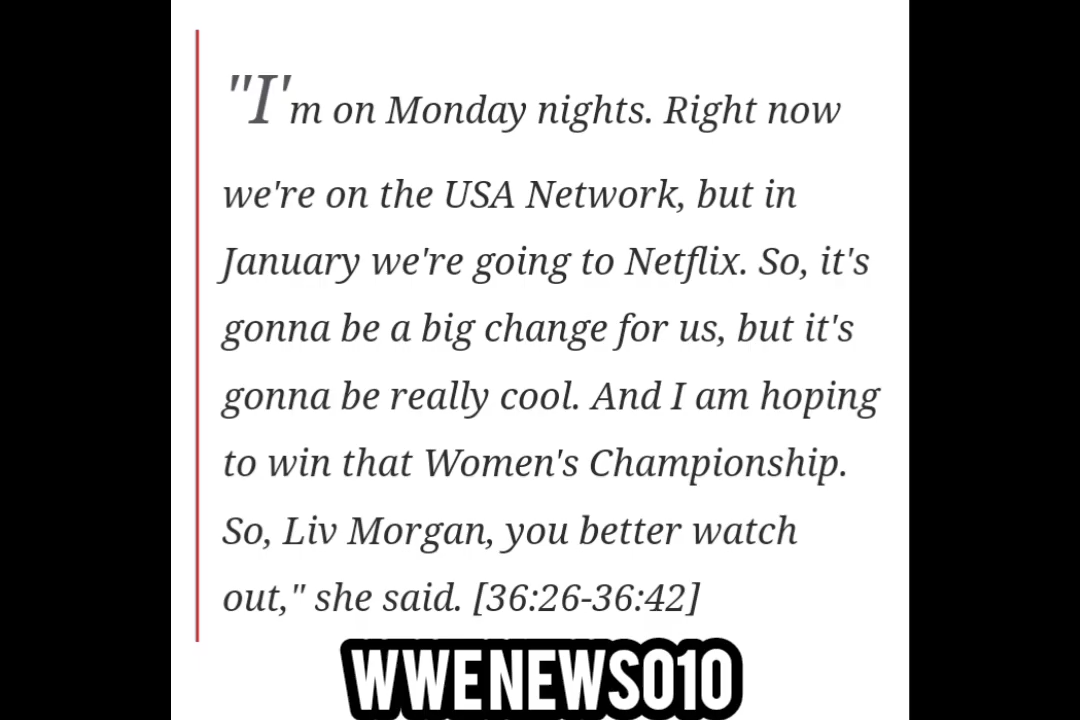 "I'm on Monday nights. Right now
we're on the USA Network, but in
January we're going to Netflix. So, it's
gonna be a big change for us, but it's
gonna be really cool. And I am hoping
to win that Women's Championship.
So, Liv Morgan, you better watch
out," she said. [36:26-36:42]
WWENEWS010